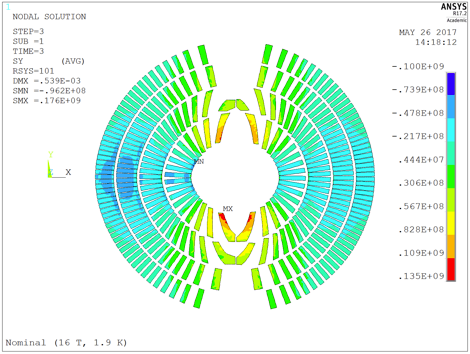 1
NODAL SOLUTION
ANSYS
R17.2
Academic
MAY 26 2017
14:18:12
STEP=3
SUB =1
TIME=3
SY (AVG)
RSYS=101
DMX =.539E-03
SMN =-.962E+08
SMX =.176E+09
-.100E+09
-.739E+08
-.478E+08
-.217E+08
.444E+07
.306E+08
.567E+08
.828E+08
.109E+09
.135E+09
MN
Y
Z X
MX
Nominal (16 T, 1.9 K)